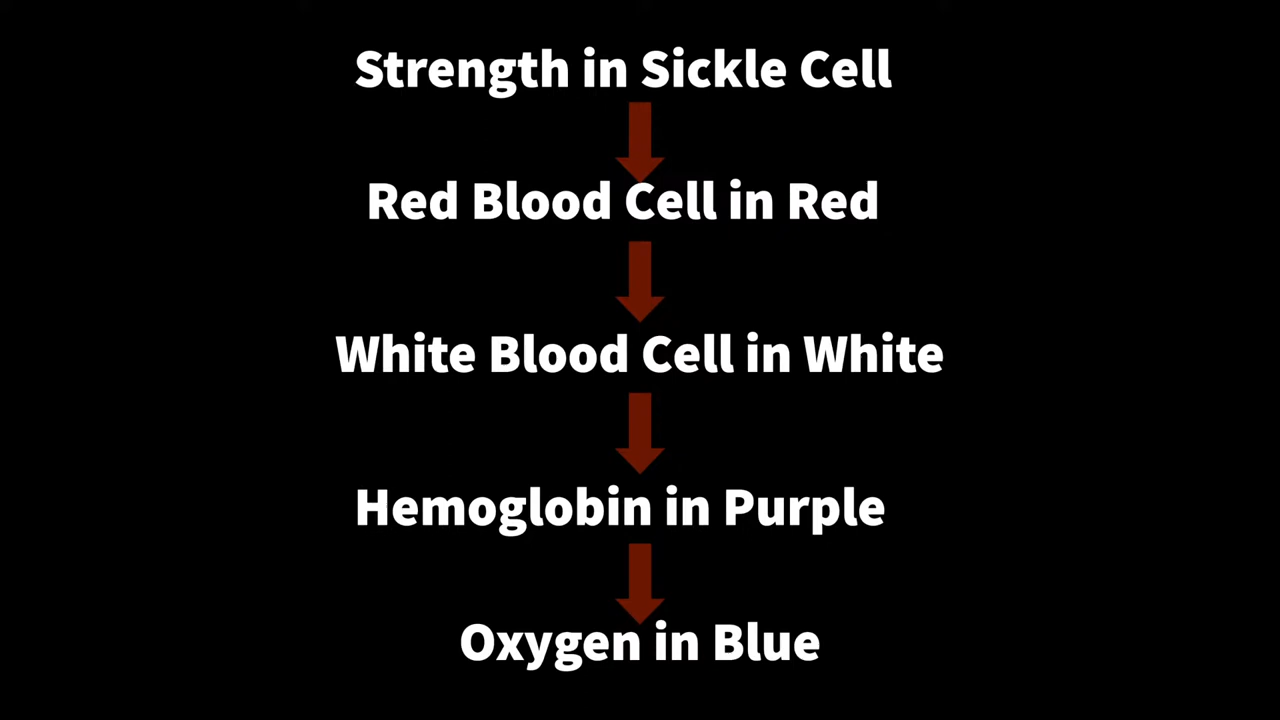 Strength in Sickle Cell
Red Blood Cell in Red
White Blood Cell in White
Hemoglobin in Purple
Oxygen in Blue